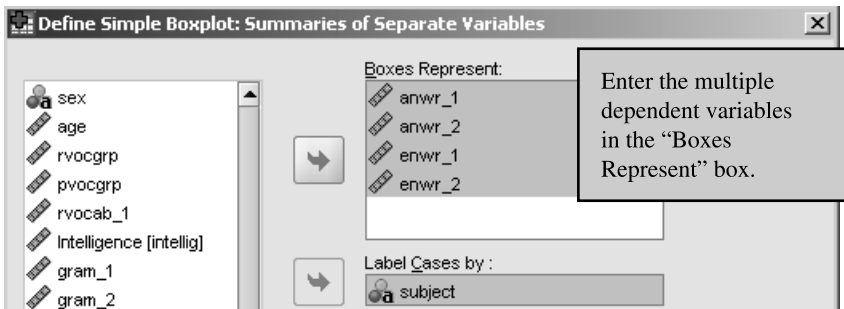 Define Simple Boxplot: Summaries of Separate Variables
sex
age
rvocgrp
pvocgrp
rvocab_1
Intelligence [intellig]
gram_1
gram_2
Boxes Represent:
anwr_1
anwr_2
enwr_1
enwr_2
Label Cases by :
subject
Enter the multiple
dependent variables
in the “Boxes
Represent” box.